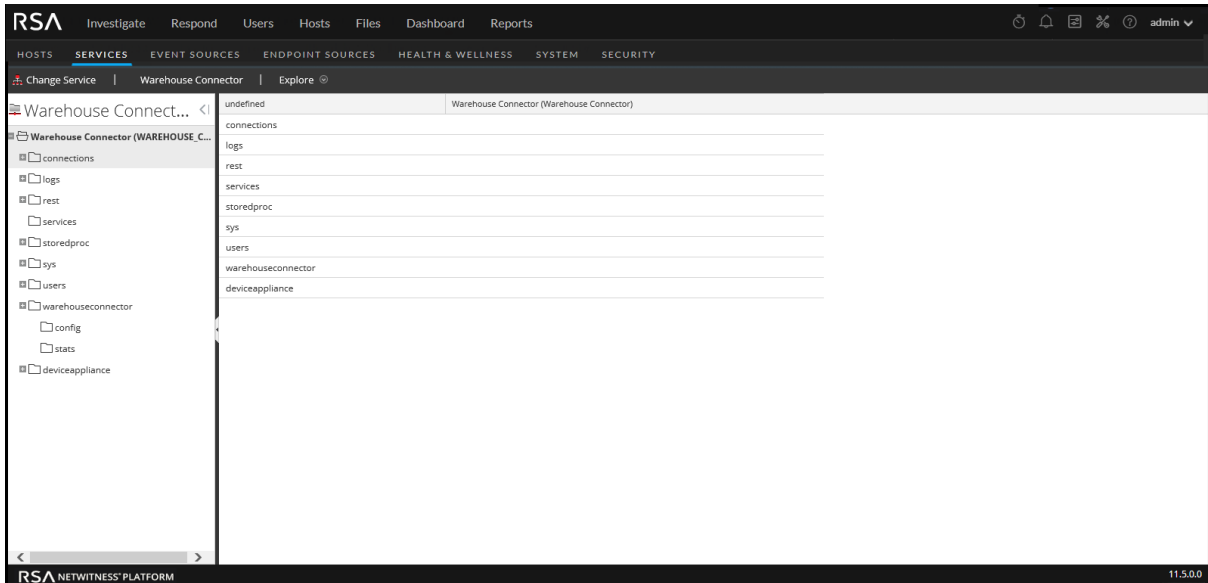 RSA Investigate Respond Users Hosts Files Dashboard Reports admin
HOSTS SERVICES EVENT SOURCES ENDPOINT SOURCES HEALTH & WELLNESS SYSTEM SECURITY
Change Service | Warehouse Connector | Explore
Warehouse Connect...
Warehouse Connector (WAREHOUSE_C...
connections
logs
rest
services
storedproc
sys
users
warehouseconnector
config
stats
deviceappliance
undefined Warehouse Connector (Warehouse Connector)
connections
logs
rest
services
storedproc
sys
users
warehouseconnector
deviceappliance
RSA NETWITNESS® PLATFORM 11.5.0.0